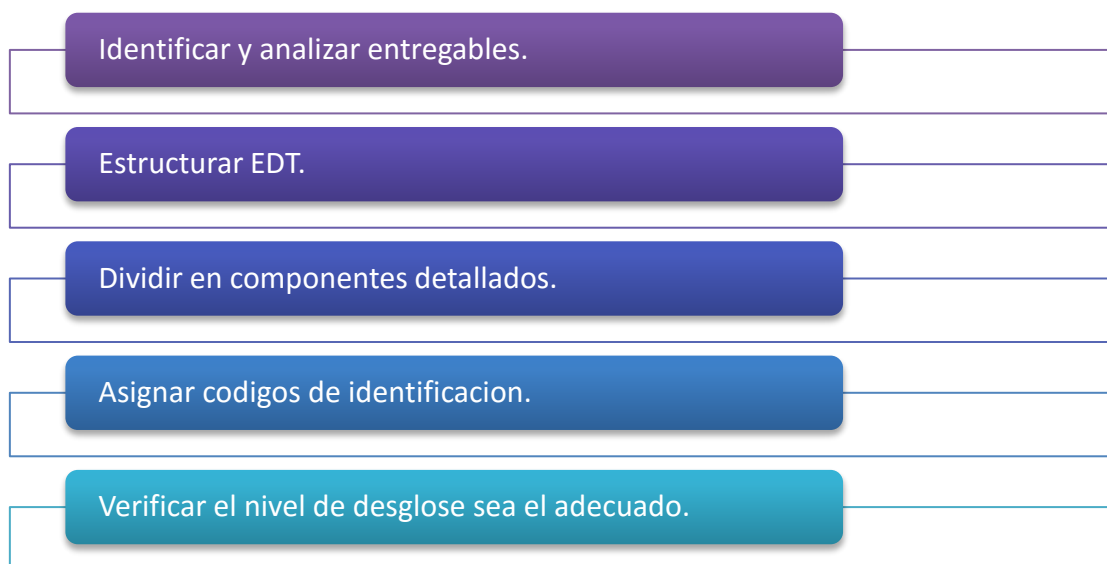 Identificar y analizar entregables.
Estructurar EDT.
Dividir en componentes detallados.
Asignar codigos de identificacion.
Verificar el nivel de desglose sea el adecuado.